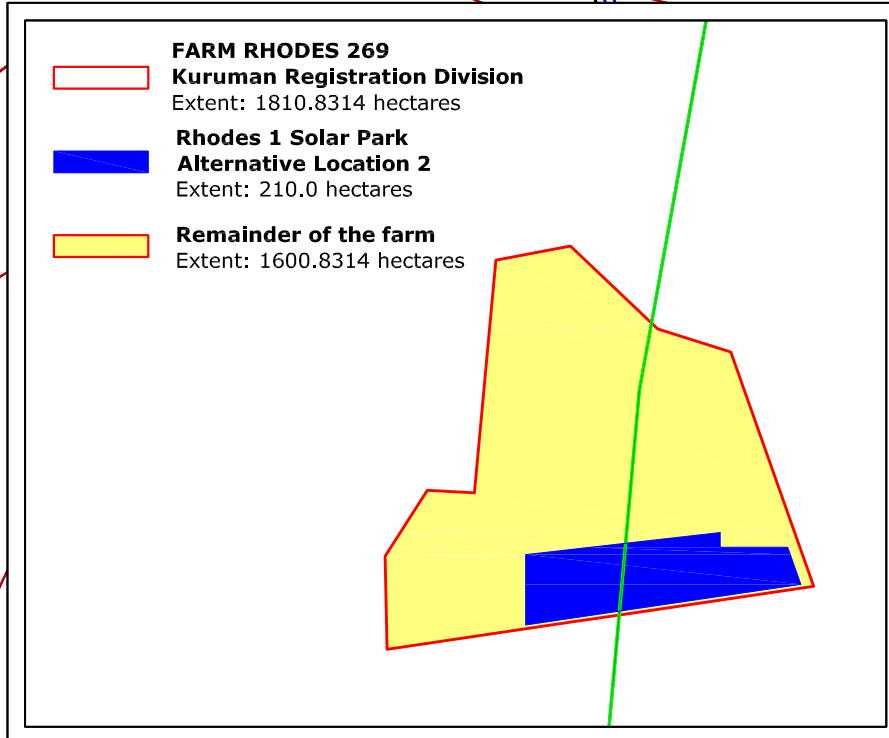 FARM RHODES 269
Kuruman Registration Division
Extent: 1810.8314 hectares
Rhodes 1 Solar Park
Alternative Location 2
Extent: 210.0 hectares
Remainder of the farm
Extent: 1600.8314 hectares